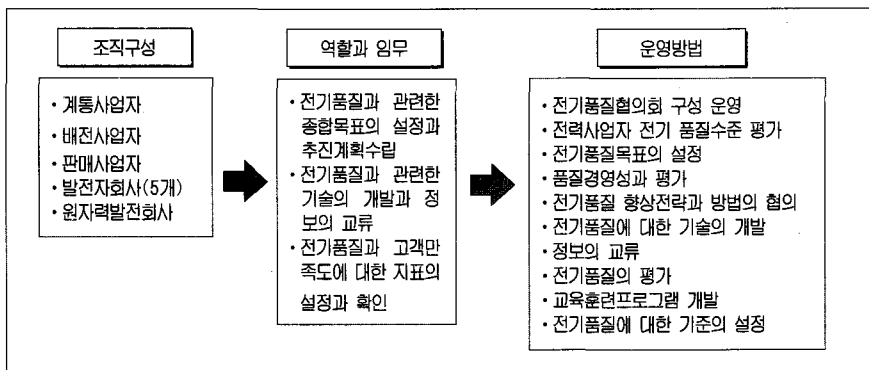 조직구성
· 계통사업자
· 배전사업자
· 판매사업자
· 발전자회사(5개)
· 원자력발전회사
역할과 임무
· 전기품질과 관련한
종합목표의 설정과
추진계획수립
· 전기품질과 관련한
기술의 개발과 정
보의 교류
· 전기품질과 고객만
족도에 대한 지표의
설정과 확인
운영방법
· 전기품질협의회 구성 운영
· 전력사업자 전기 품질수준 평가
· 전기품질목표의 설정
· 품질경영성과 평가
· 전기품질 향상전략과 방법의 협의
· 전기품질에 대한 기술의 개발
· 정보의 교류
· 전기품질의 평가
· 교육훈련프로그램 개발
· 전기품질에 대한 기준의 설정